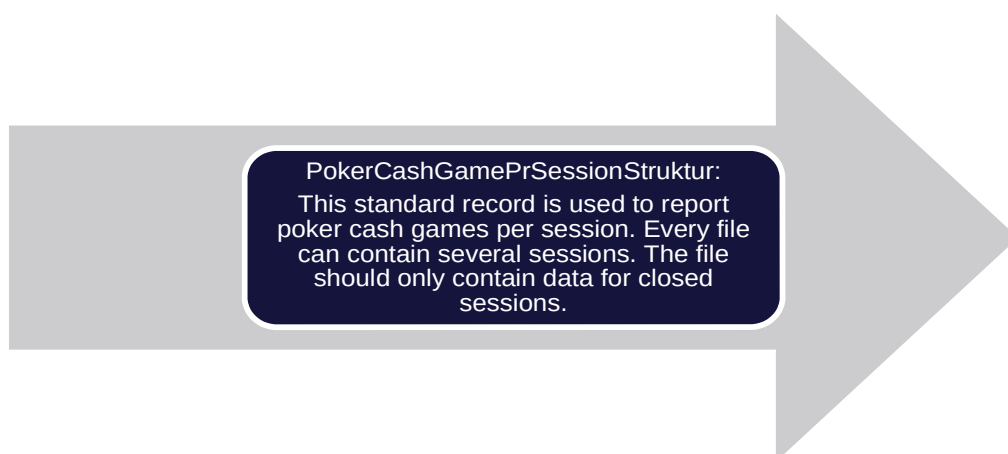 PokerCashGamePrSessionStruktur:
This standard record is used to report
poker cash games per session. Every file
can contain several sessions. The file
should only contain data for closed
sessions.